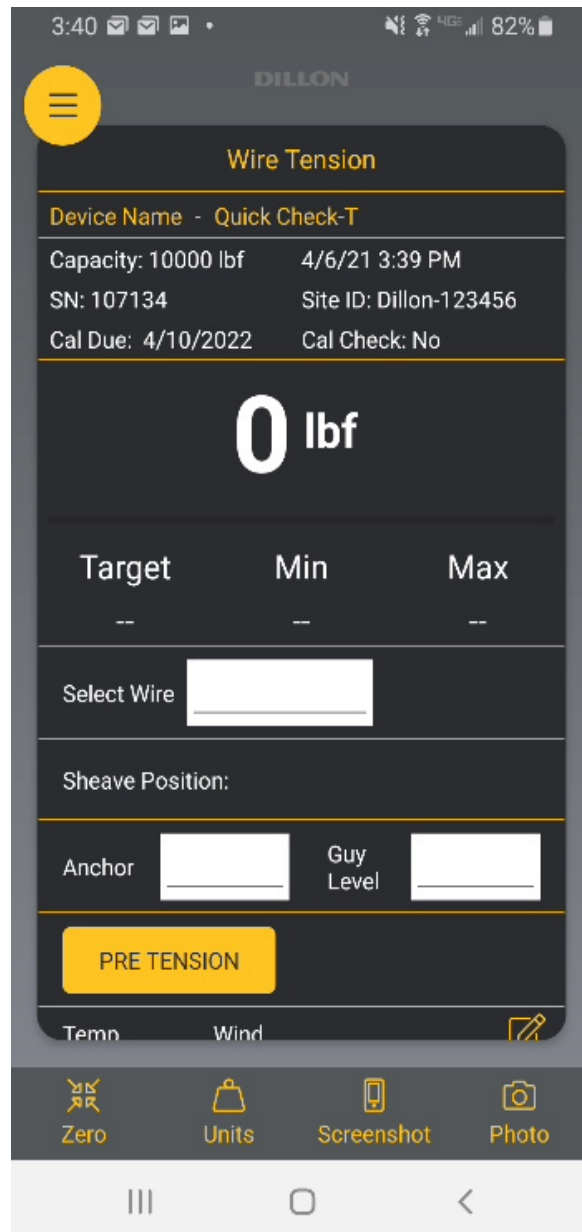 3:40 4GE 82%
DILLON
Wire Tension
Device Name - Quick Check-T
Capacity: 10000 lbf 4/6/21 3:39 PM
SN: 107134 Site ID: Dillon-123456
Cal Due: 4/10/2022 Cal Check: No
0 lbf
Target Min Max
-- -- --
Select Wire
Sheave Position:
Anchor Guy Level
PRE TENSION
Temp Wind
Zero Units Screenshot Photo